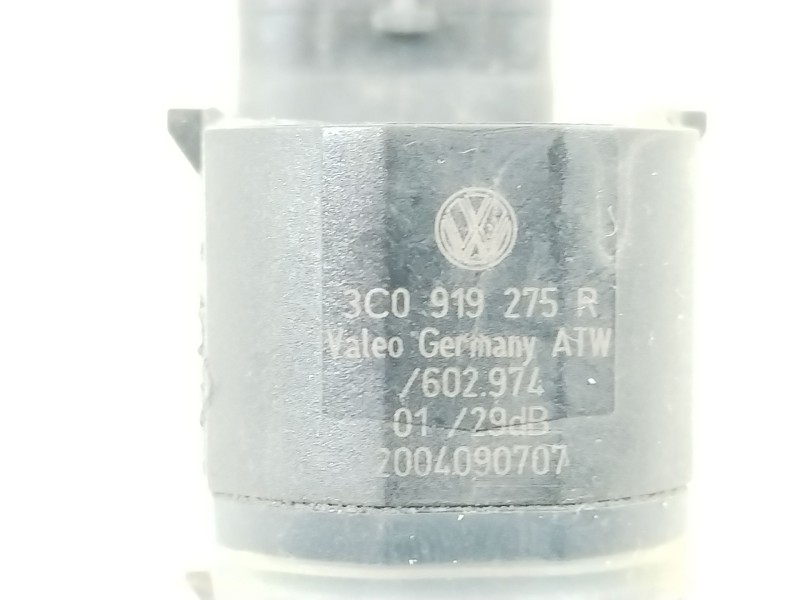 3C0 919 275 R
Valeo Germany ATW
/602.974
01 /29dB
2004090707